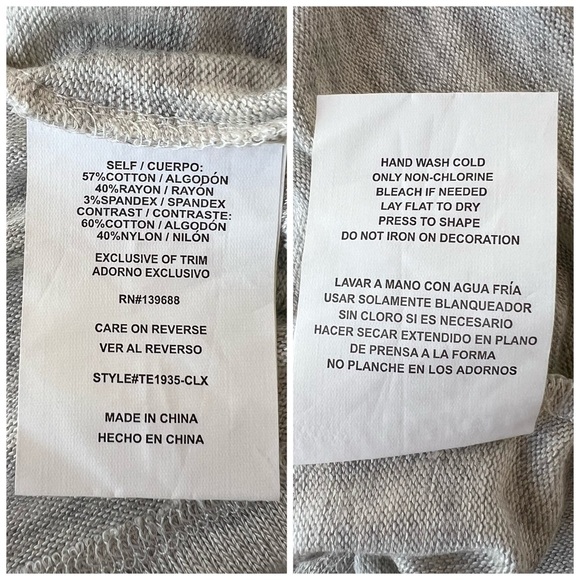 SELF / CUERPO:
57%COTTON / ALGODÓN
40%RAYON / RAYÓN
3%SPANDEX / SPANDEX
CONTRAST / CONTRASTE:
60%COTTON / ALGODÓN
40%NYLON / NILÓN
EXCLUSIVE OF TRIM
ADORNO EXCLUSIVO
RN#139688
CARE ON REVERSE
VER AL REVERSO
STYLE#TE1935-CLX
MADE IN CHINA
HECHO EN CHINA
HAND WASH COLD
ONLY NON-CHLORINE
BLEACH IF NEEDED
LAY FLAT TO DRY
PRESS TO SHAPE
DO NOT IRON ON DECORATION
LAVAR A MANO CON AGUA FRÍA
USAR SOLAMENTE BLANQUEADOR
SIN CLORO SI ES NECESARIO
HACER SECAR EXTENDIDO EN PLANO
DE PRENSA A LA FORMA
NO PLANCHE EN LOS ADORNOS